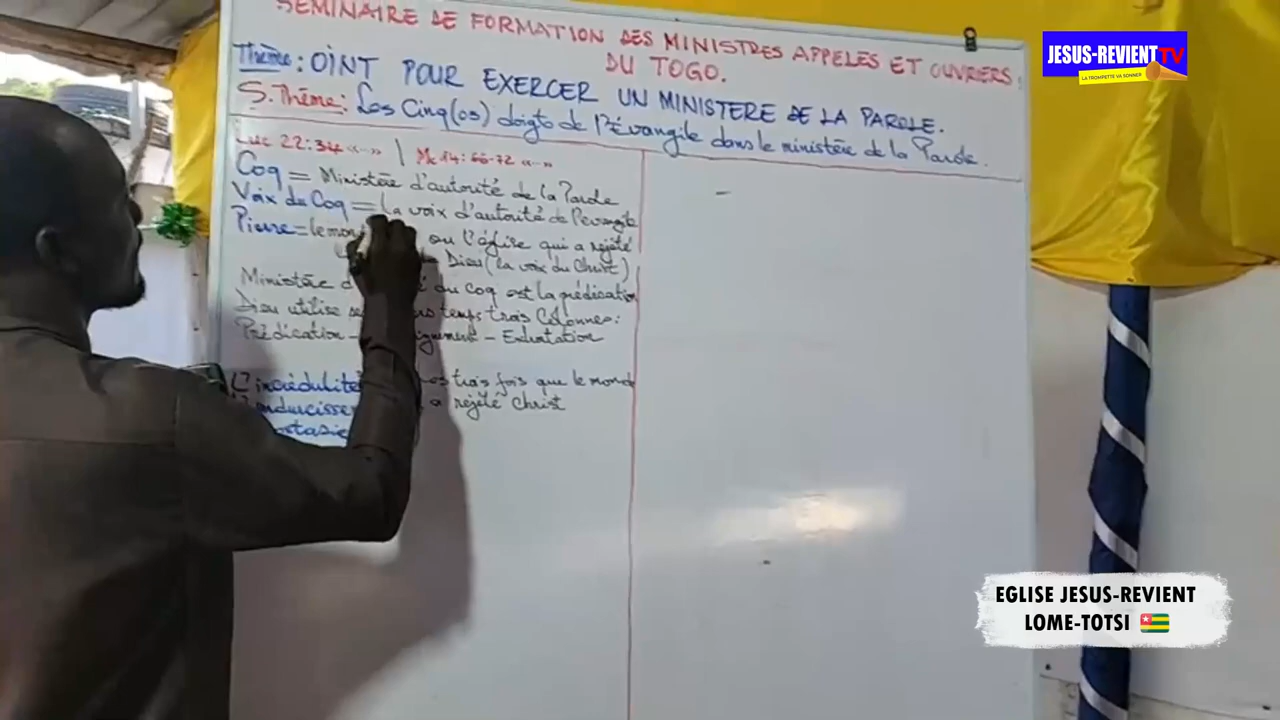 SEMINAIRE DE FORMATION DES MINISTRES APPELES ET OUVRIERS
DU TOGO.
Thème: OINT POUR EXERCER UN MINISTERE DE LA PAROLE.
S. Thème: Les Cinq (05) doigts de l'évangile dans le ministère de la Parole.
Luc 22:34 «--» | Mc 14:66-72 «--»
Coq = Ministère d'autorité de la Parole
Voix du Coq = La voix d'autorité de l'évangile
Pierre = ou l'église qui a rejeté
Dieu (la voix du Christ)
Ministère du coq est la prédication
Dieu utilise temps trois Colonnes:
Prédication - - Exhortation
L'incrédulité trois fois que le monde
a rejeté Christ
JESUS-REVIENT TV
LA TROMPETTE VA SONNER
EGLISE JESUS-REVIENT
LOME-TOTSI